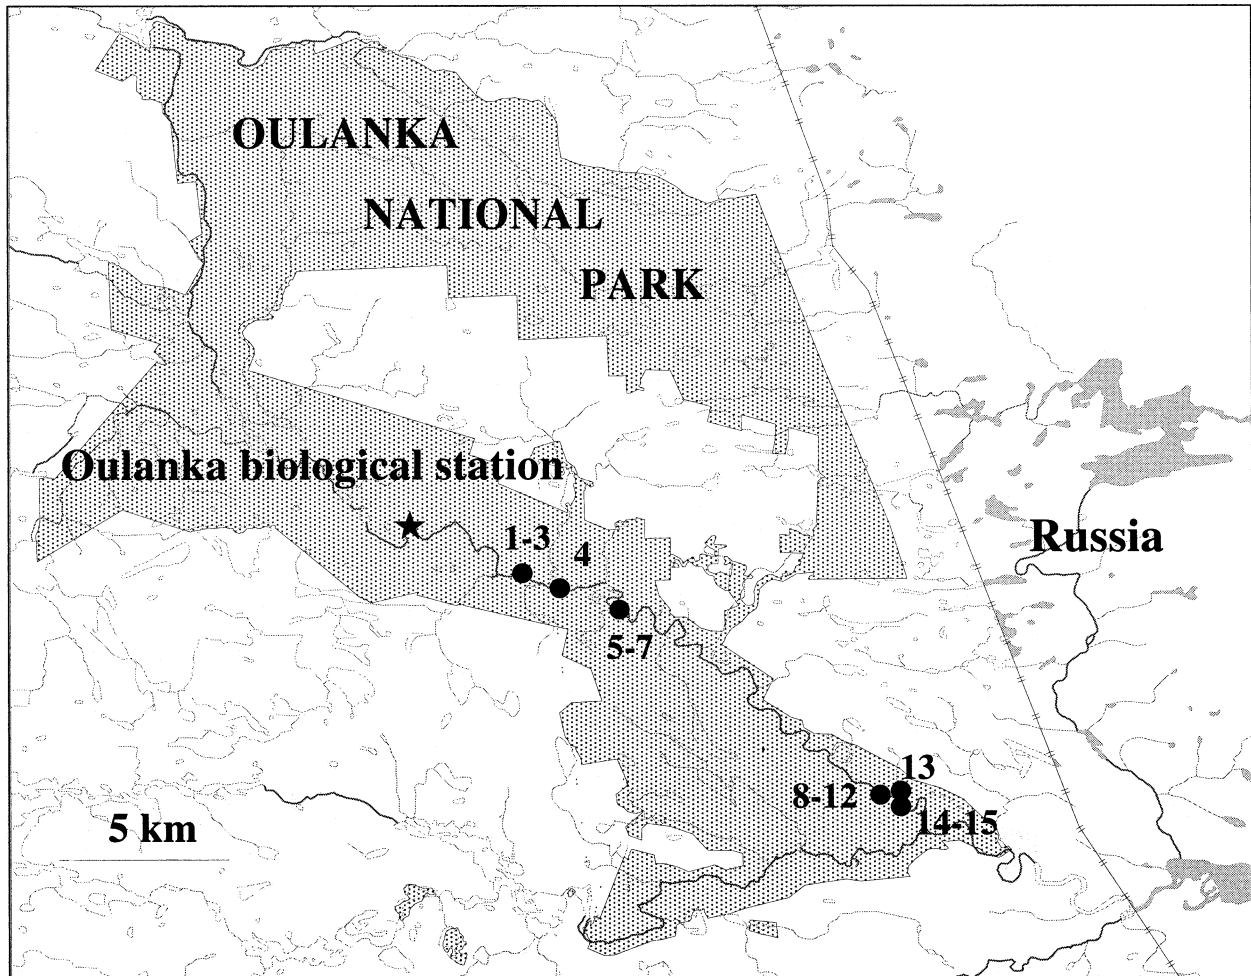 OULANKA
NATIONAL
PARK
Oulanka biological station
1-3
4
Russia
5-7
13
8-12
14-15
5 km